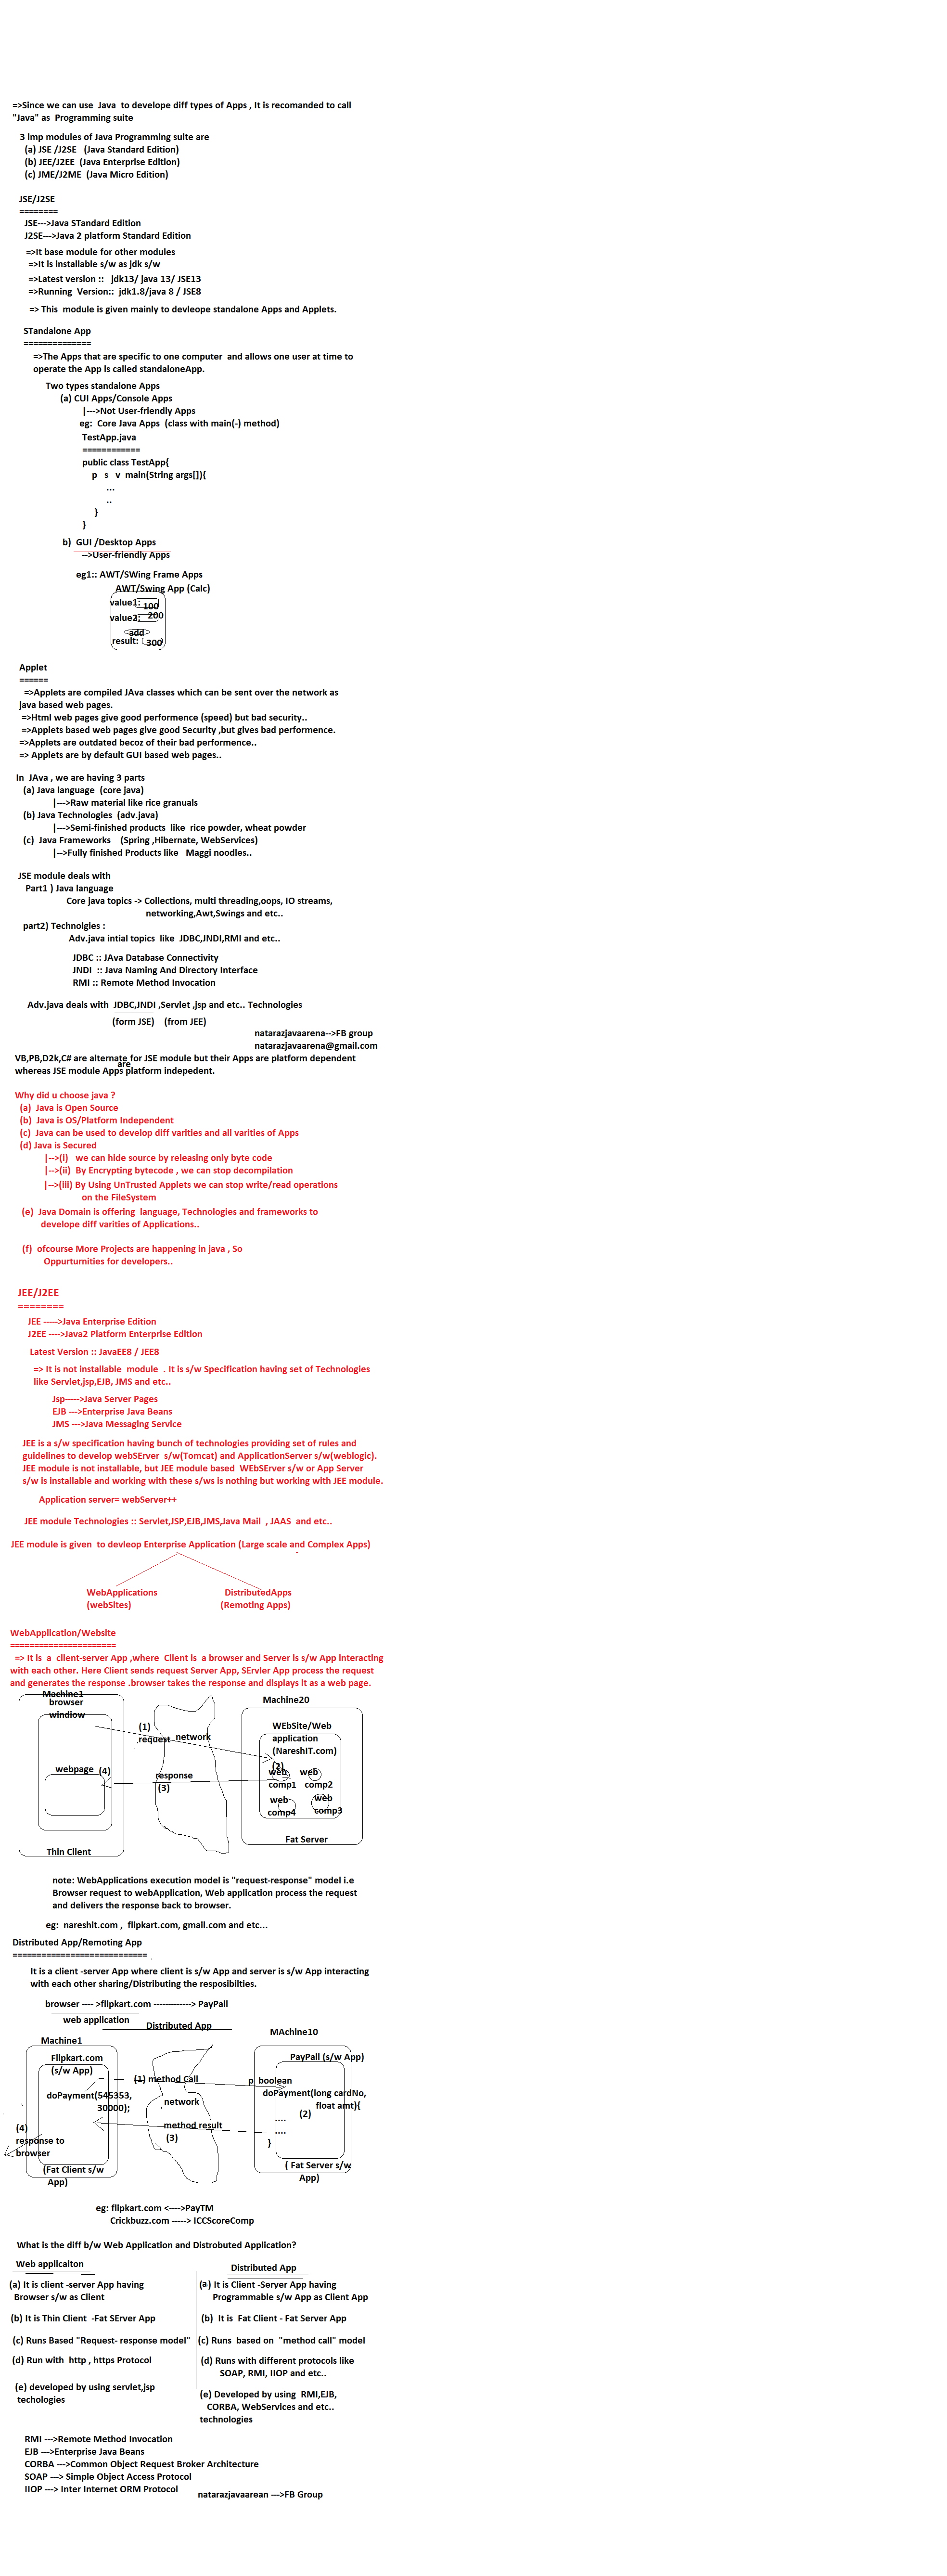 =>Since we can use  Java  to develope diff types of Apps , It is recomanded to call
"Java" as  Programming suite
3 imp modules of Java Programming suite are
(a) JSE /J2SE   (Java Standard Edition)
(b) JEE/J2EE  (Java Enterprise Edition)
(c) JME/J2ME  (Java Micro Edition)
JSE/J2SE
========
JSE--->Java STandard Edition
J2SE--->Java 2 platform Standard Edition
=>It base module for other modules
=>It is installable s/w as jdk s/w
=>Latest version ::   jdk13/ java 13/ JSE13
=>Running  Version::  jdk1.8/java 8 / JSE8
=> This  module is given mainly to devleope standalone Apps and Applets.
STandalone App
==============
=>The Apps that are specific to one computer  and allows one user at time to
operate the App is called standaloneApp.
Two types standalone Apps
(a) CUI Apps/Console Apps
|--->Not User-friendly Apps
eg:  Core Java Apps  (class with main(-) method)
TestApp.java
============
public class TestApp{
p   s   v  main(String args[]){
...
..
}
}
b)  GUI /Desktop Apps
-->User-friendly Apps
eg1:: AWT/SWing Frame Apps
AWT/Swing App (Calc)
value1: 100
value2: 200
add
result: 300
Applet
======
=>Applets are compiled JAva classes which can be sent over the network as
java based web pages.
=>Html web pages give good performence (speed) but bad security..
=>Applets based web pages give good Security ,but gives bad performence.
=>Applets are outdated becoz of their bad performence..
=> Applets are by default GUI based web pages..
In  JAva , we are having 3 parts
(a) Java language  (core java)
|--->Raw material like rice granuals
(b) Java Technologies  (adv.java)
|--->Semi-finished products  like  rice powder, wheat powder
(c)  Java Frameworks    (Spring ,Hibernate, WebServices)
|-->Fully finished Products like   Maggi noodles..
JSE module deals with
Part1 ) Java language
Core java topics -> Collections, multi threading,oops, IO streams,
networking,Awt,Swings and etc..
part2) Technolgies :
Adv.java intial topics  like  JDBC,JNDI,RMI and etc..
JDBC :: JAva Database Connectivity
JNDI  :: Java Naming And Directory Interface
RMI :: Remote Method Invocation
Adv.java deals with  JDBC,JNDI ,Servlet ,jsp and etc.. Technologies
(form JSE)    (from JEE)
natarazjavaarena-->FB group
natarazjavaarena@gmail.com
VB,PB,D2k,C# are alternate for JSE module but their Apps are platform dependent
are
whereas JSE module Apps platform indepedent.
Why did u choose java ?
(a)  Java is Open Source
(b)  Java is OS/Platform Independent
(c)  Java can be used to develop diff varities and all varities of Apps
(d) Java is Secured
|-->(i)   we can hide source by releasing only byte code
|-->(ii)  By Encrypting bytecode , we can stop decompilation
|-->(iii) By Using UnTrusted Applets we can stop write/read operations
on the FileSystem
(e)  Java Domain is offering  language, Technologies and frameworks to
develope diff varities of Applications..
(f)  ofcourse More Projects are happening in java , So
Oppurturnities for developers..
JEE/J2EE
========
JEE ----->Java Enterprise Edition
J2EE ---->Java2 Platform Enterprise Edition
Latest Version :: JavaEE8 / JEE8
=> It is not installable  module  . It is s/w Specification having set of Technologies
like Servlet,jsp,EJB, JMS and etc..
Jsp----->Java Server Pages
EJB --->Enterprise Java Beans
JMS --->Java Messaging Service
JEE is a s/w specification having bunch of technologies providing set of rules and
guidelines to develop webSErver  s/w(Tomcat) and ApplicationServer s/w(weblogic).
JEE module is not installable, but JEE module based  WEbSErver s/w or App Server
s/w is installable and working with these s/ws is nothing but working with JEE module.
Application server= webServer++
JEE module Technologies :: Servlet,JSP,EJB,JMS,Java Mail  , JAAS  and etc..
JEE module is given  to devleop Enterprise Application (Large scale and Complex Apps)
WebApplications    DistributedApps
(webSites)    (Remoting Apps)
WebApplication/Website
======================
=> It is  a  client-server App ,where  Client is  a browser and Server is s/w App interacting
with each other. Here Client sends request Server App, SErvler App process the request
and generates the response .browser takes the response and displays it as a web page.
Machine1    Machine20
browser
windiow
(1)
request  network
WEbSite/Web
application
(NareshIT.com)
(2)
webpage  (4)
response
(3)
web    web
comp1   comp2
web    web
comp4    comp3
Thin Client    Fat Server
note: WebApplications execution model is "request-response" model i.e
Browser request to webApplication, Web application process the request
and delivers the response back to browser.
eg:  nareshit.com ,  flipkart.com, gmail.com and etc...
Distributed App/Remoting App
============================
It is a client -server App where client is s/w App and server is s/w App interacting
with each other sharing/Distributing the resposibilties.
browser ---- >flipkart.com -------------> PayPall
web application
Distributed App
Machine1    MAchine10
Flipkart.com
(s/w App)
PayPall (s/w App)
(1) method Call
p  boolean
doPayment(545353,
30000);
doPayment(long cardNo,
float amt){
network
(2)
....
....
}
method result
(3)
(4)
response to
browser
(Fat Client s/w
App)
( Fat Server s/w
App)
eg: flipkart.com <---->PayTM
Crickbuzz.com -----> ICCScoreComp
What is the diff b/w Web Application and Distrobuted Application?
Web applicaiton
(a) It is client -server App having
Browser s/w as Client
(b) It is Thin Client  -Fat SErver App
(c) Runs Based "Request- response model"
(d) Run with  http , https Protocol
(e) developed by using servlet,jsp
techologies
Distributed App
(a) It is Client -Server App having
Programmable s/w App as Client App
(b)  It is  Fat Client - Fat Server App
(c) Runs  based on  "method call" model
(d) Runs with different protocols like
SOAP, RMI, IIOP and etc..
(e) Developed by using  RMI,EJB,
CORBA, WebServices and etc..
technologies
RMI --->Remote Method Invocation
EJB --->Enterprise Java Beans
CORBA --->Common Object Request Broker Architecture
SOAP ---> Simple Object Access Protocol
IIOP ---> Inter Internet ORM Protocol
natarazjavaarean --->FB Group